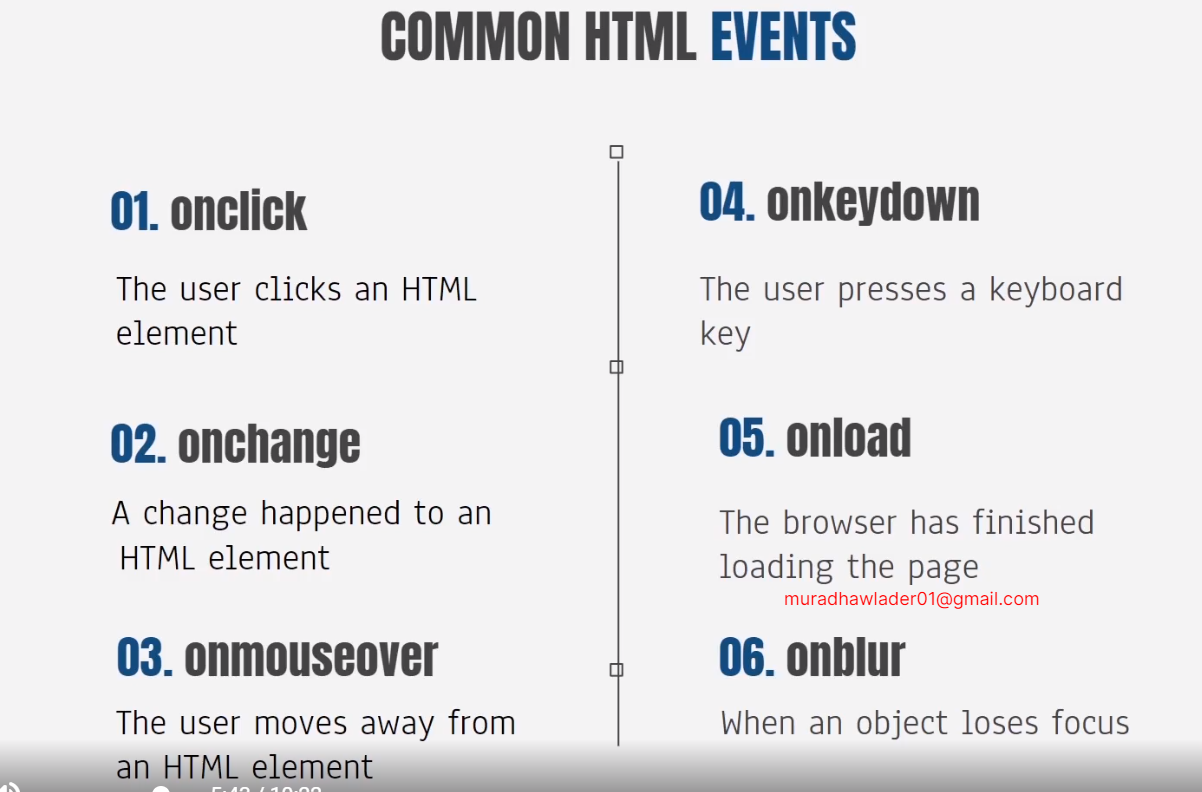 COMMON HTML EVENTS
01. onclick
The user clicks an HTML
element
02. onchange
A change happened to an
HTML element
03. onmouseover
The user moves away from
an HTML element
04. onkeydown
The user presses a keyboard
key
05. onload
The browser has finished
loading the page
muradhawlader01@gmail.com
06. onblur
When an object loses focus